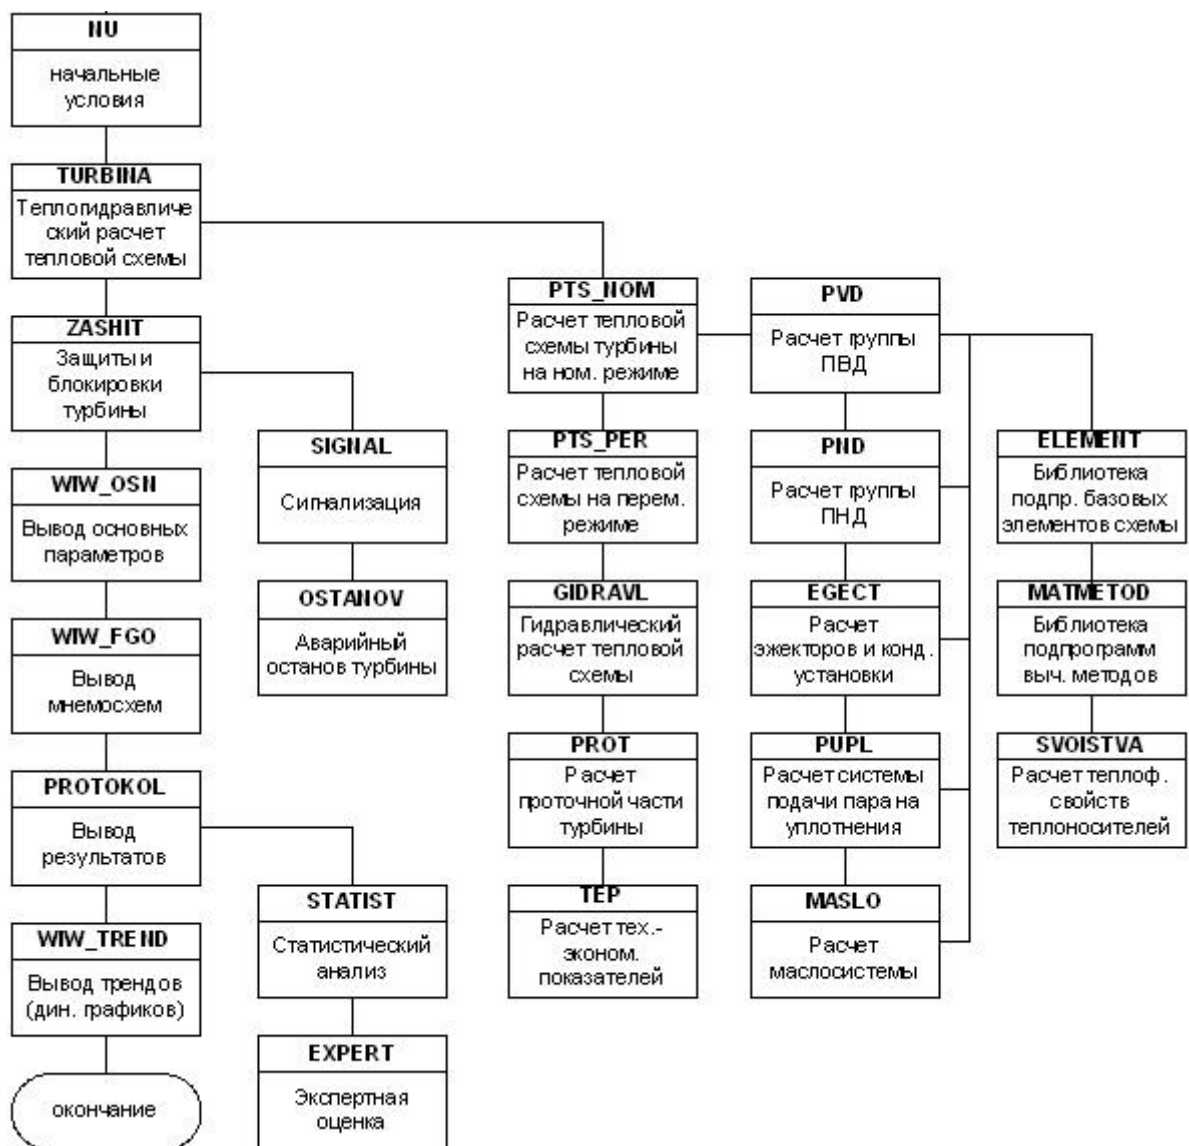 NU
начальные
условия
TURBINA
Теплогидравличе
ский расчет
тепловой схемы
ZASHIT
Защиты и
блокировки
турбины
WIW_OSN
Вывод основных
параметров
WIW_FGO
Вывод
мнемосхем
PROTOKOL
Вывод
результатов
WIW_TREND
Вывод трендов
(дин. графиков)
окончание
SIGNAL
Сигнализация
OSTANOV
Аварийный
останов турбины
STATIST
Статистический
анализ
EXPERT
Экспертная
оценка
PTS_NOM
Расчет тепловой
схемы турбины
на ном. режиме
PTS_PER
Расчет тепловой
схемы на перем.
режиме
GIDRAVL
Гидравлический
расчет тепловой
схемы
PROT
Расчет
проточной части
турбины
TEP
Расчет тех.-
эконом.
показателей
PVD
Расчет группы
ПВД
PND
Расчет группы
ПНД
EGECT
Расчет
эжекторов и конд.
установки
PUPL
Расчет системы
подачи пара на
уплотнения
MASLO
Расчет
маслосистемы
ELEMENT
Библиотека
подпр. базовых
элементов схемы
MATMETOD
Библиотека
подпрограмм
выч. методов
SVOISTVA
Расчет теплоф.
свойств
теплоносителей